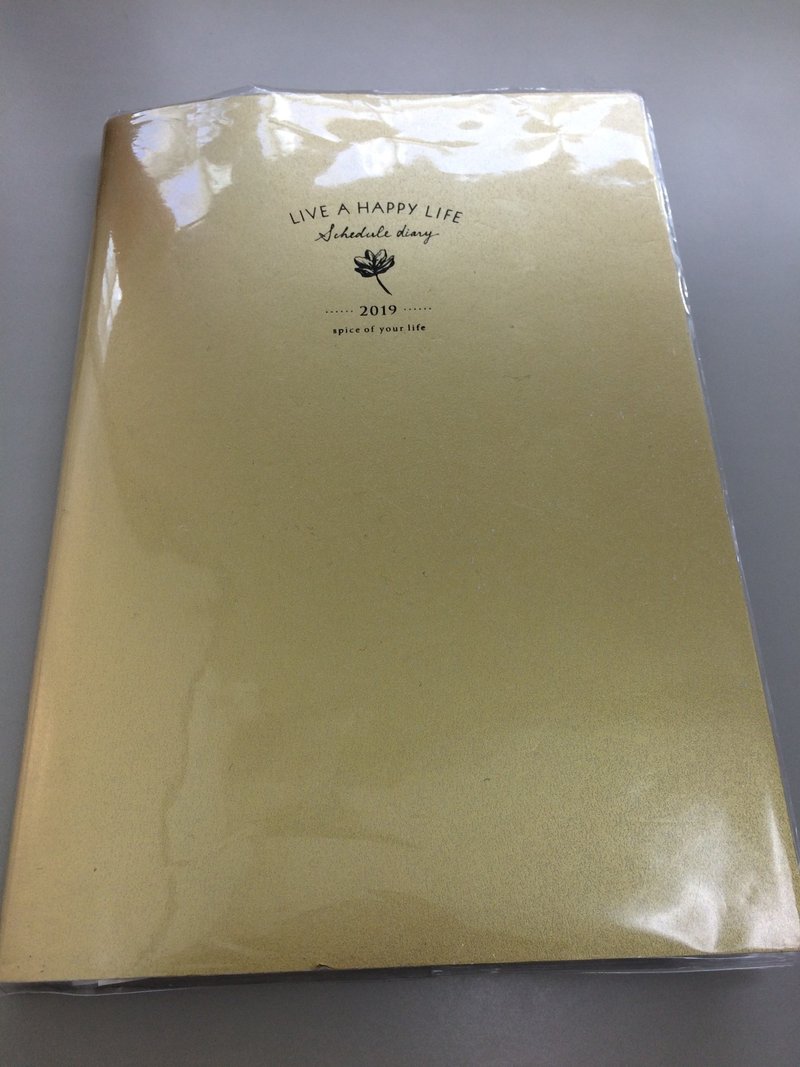 LIVE A HAPPY LIFE
Schedule diary
...... 2019 ......
spice of your life